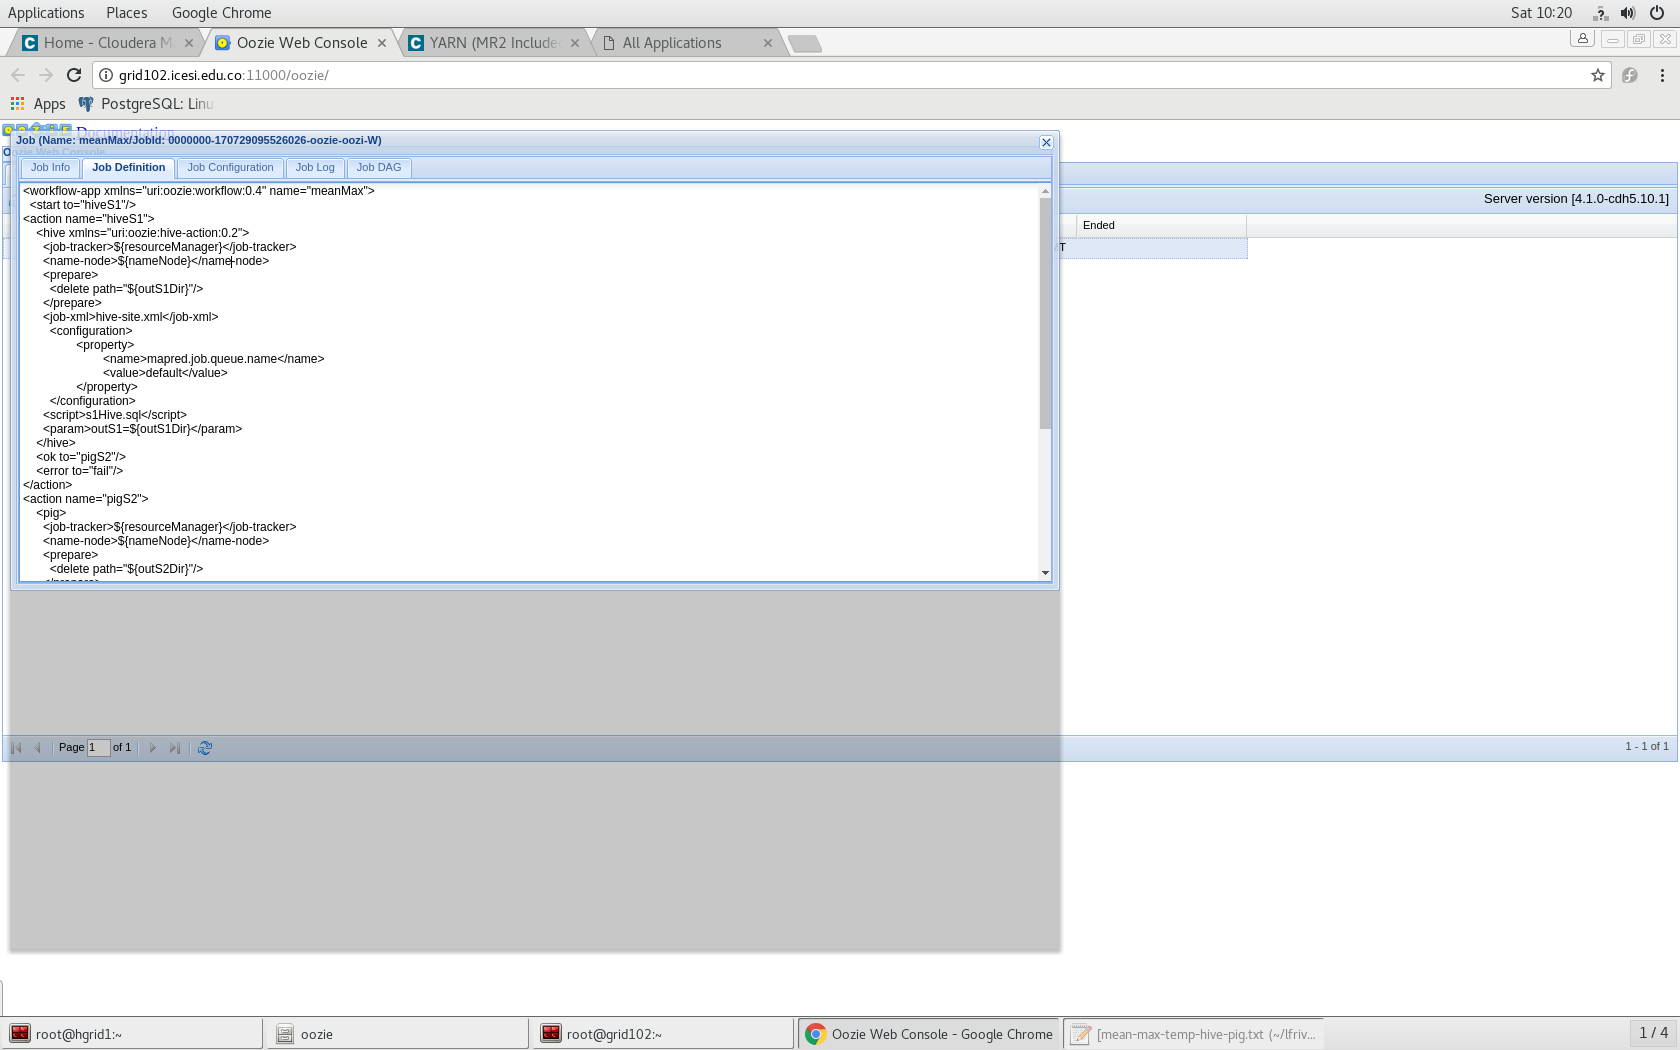 Applications Places Google Chrome Sat 10:20
Home - Cloudera M Oozie Web Console YARN (MR2 Include All Applications
grid102.icesi.edu.co:11000/oozie/
Apps PostgreSQL: Linu
Documentation
Job (Name: meanMax/JobId: 0000000-170729095526026-oozie-oozi-W)
Oozie Web Console
Job Info Job Definition Job Configuration Job Log Job DAG
Server version [4.1.0-cdh5.10.1]
Ended
T
<workflow-app xmlns="uri:oozie:workflow:0.4" name="meanMax">
<start to="hiveS1"/>
<action name="hiveS1">
<hive xmlns="uri:oozie:hive-action:0.2">
<job-tracker>${resourceManager}</job-tracker>
<name-node>${nameNode}</name-node>
<prepare>
<delete path="${outS1Dir}"/>
</prepare>
<job-xml>hive-site.xml</job-xml>
<configuration>
<property>
<name>mapred.job.queue.name</name>
<value>default</value>
</property>
</configuration>
<script>s1Hive.sql</script>
<param>outS1=${outS1Dir}</param>
</hive>
<ok to="pigS2"/>
<error to="fail"/>
</action>
<action name="pigS2">
<pig>
<job-tracker>${resourceManager}</job-tracker>
<name-node>${nameNode}</name-node>
<prepare>
<delete path="${outS2Dir}"/>
</prepare>
Page 1 of 1 1 - 1 of 1
root@hgrid1:~ oozie root@grid102:~ Oozie Web Console - Google Chrome [mean-max-temp-hive-pig.txt (~/lfriv... 1 / 4